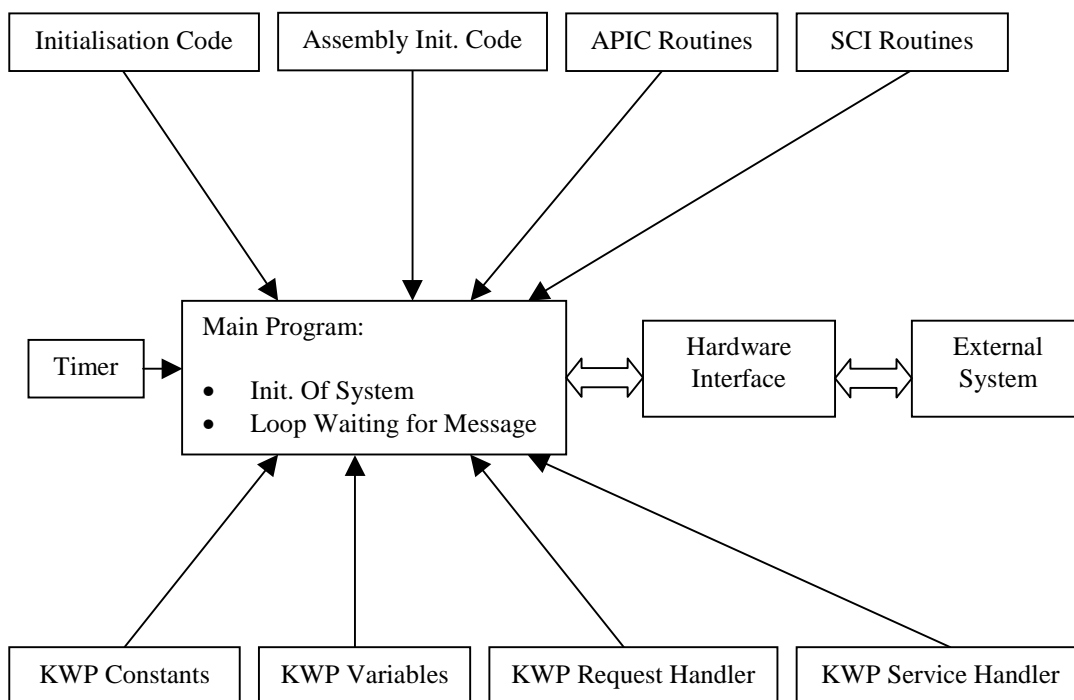 Initialisation Code
Assembly Init. Code
APIC Routines
SCI Routines
Main Program:
• Init. Of System
• Loop Waiting for Message
Timer
Hardware
Interface
External
System
KWP Constants
KWP Variables
KWP Request Handler
KWP Service Handler